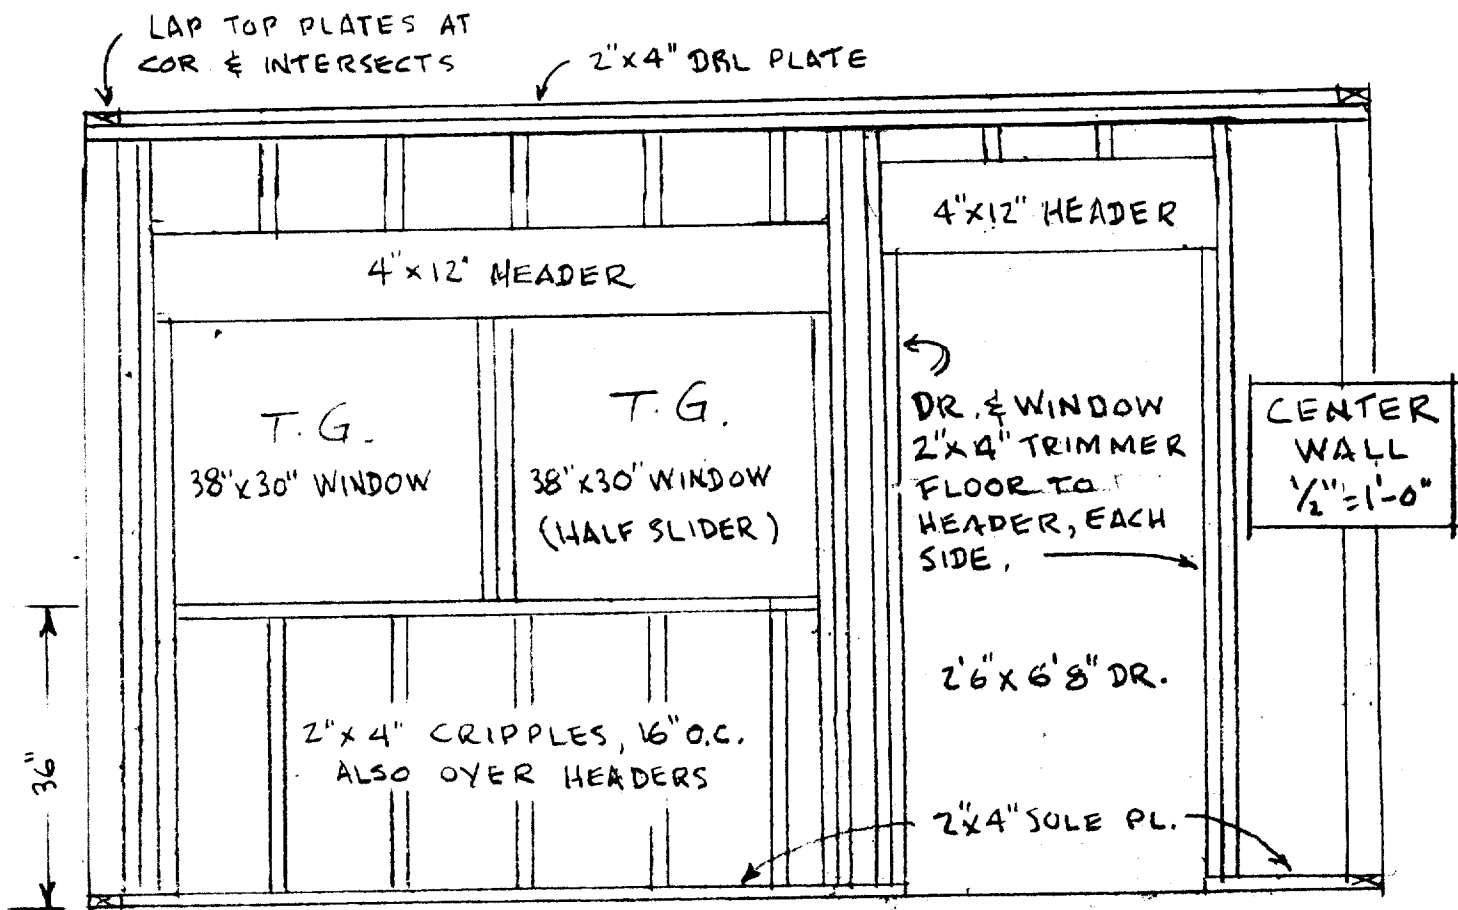 LAP TOP PLATES AT
COR & INTERSECTS
2"x4" DBL PLATE
4"x12" HEADER
4"x12" HEADER
T.G.
38"x30" WINDOW
T.G.
38"x30" WINDOW
(HALF SLIDER)
DR. & WINDOW
2"x4" TRIMMER
FLOOR TO
HEADER, EACH
SIDE.
CENTER
WALL
1/2"=1'-0"
2'6"x6'8" DR.
36"
2"x4" CRIPPLES, 16" O.C.
ALSO OVER HEADERS
2"x4" SOLE PL.